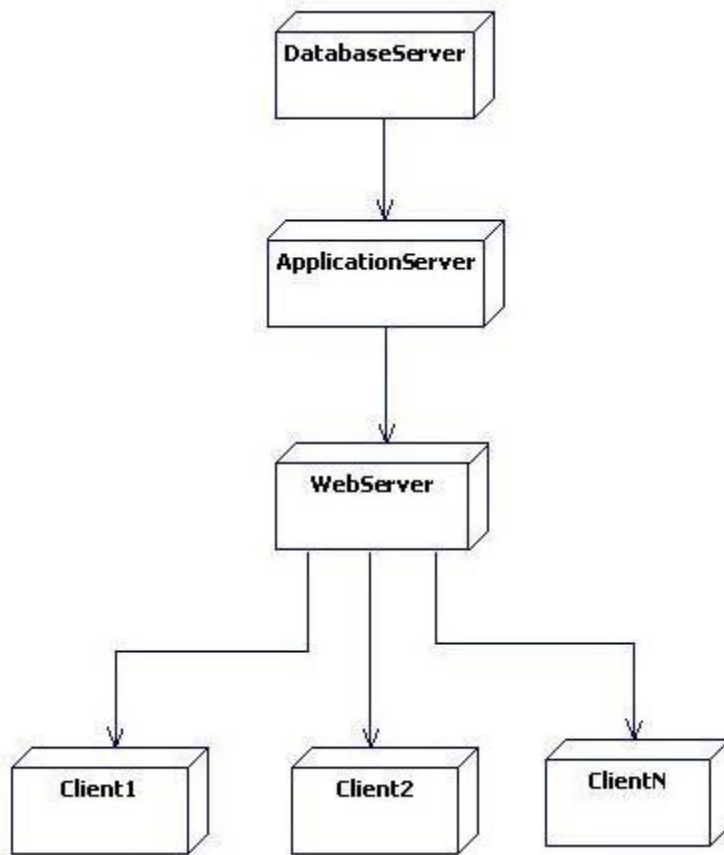 DatabaseServer
ApplicationServer
WebServer
Client1
Client2
ClientN